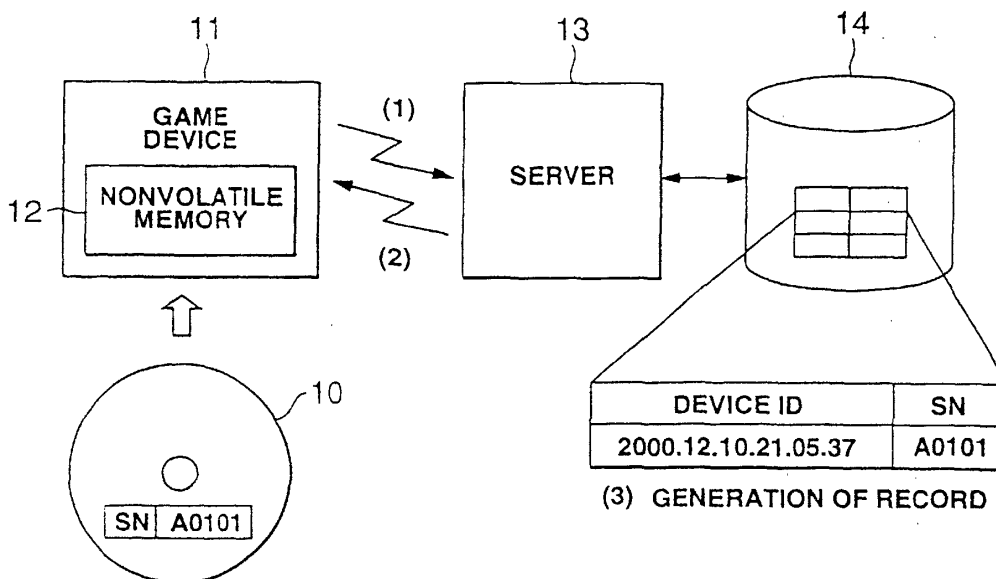 11
13
14
GAME
DEVICE
(1)
SERVER
12
NONVOLATILE
MEMORY
(2)
10
SN A0101
DEVICE ID SN
2000.12.10.21.05.37 A0101
(3) GENERATION OF RECORD